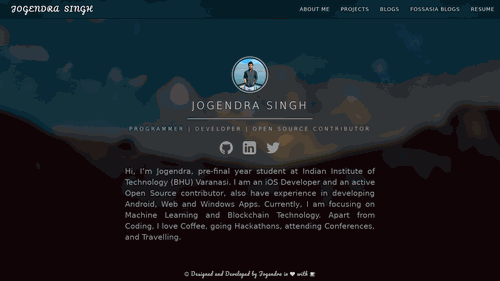 JOGENDRA SINGH
ABOUT ME PROJECTS BLOGS FOSSASIA BLOGS RESUME
JOGENDRA SINGH
PROGRAMMER | DEVELOPER | OPEN SOURCE CONTRIBUTOR
Hi, I'm Jogendra, pre-final year student at Indian Institute of
Technology (BHU) Varanasi. I am an iOS Developer and an active
Open Source contributor, also have experience in developing
Android, Web and Windows Apps. Currently, I am focusing on
Machine Learning and Blockchain Technology. Apart from
Coding, I love Coffee, going Hackathons, attending Conferences,
and Travelling.
© Designed and Developed by Jogendra in ❤ with ☕